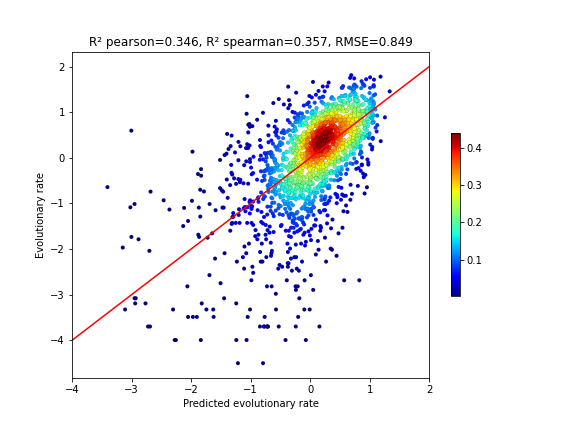 R² pearson=0.346, R² spearman=0.357, RMSE=0.849
2
1
0
−1
−2
−3
−4
Evolutionary rate
−4 −3 −2 −1 0 1 2
Predicted evolutionary rate
0.4
0.3
0.2
0.1